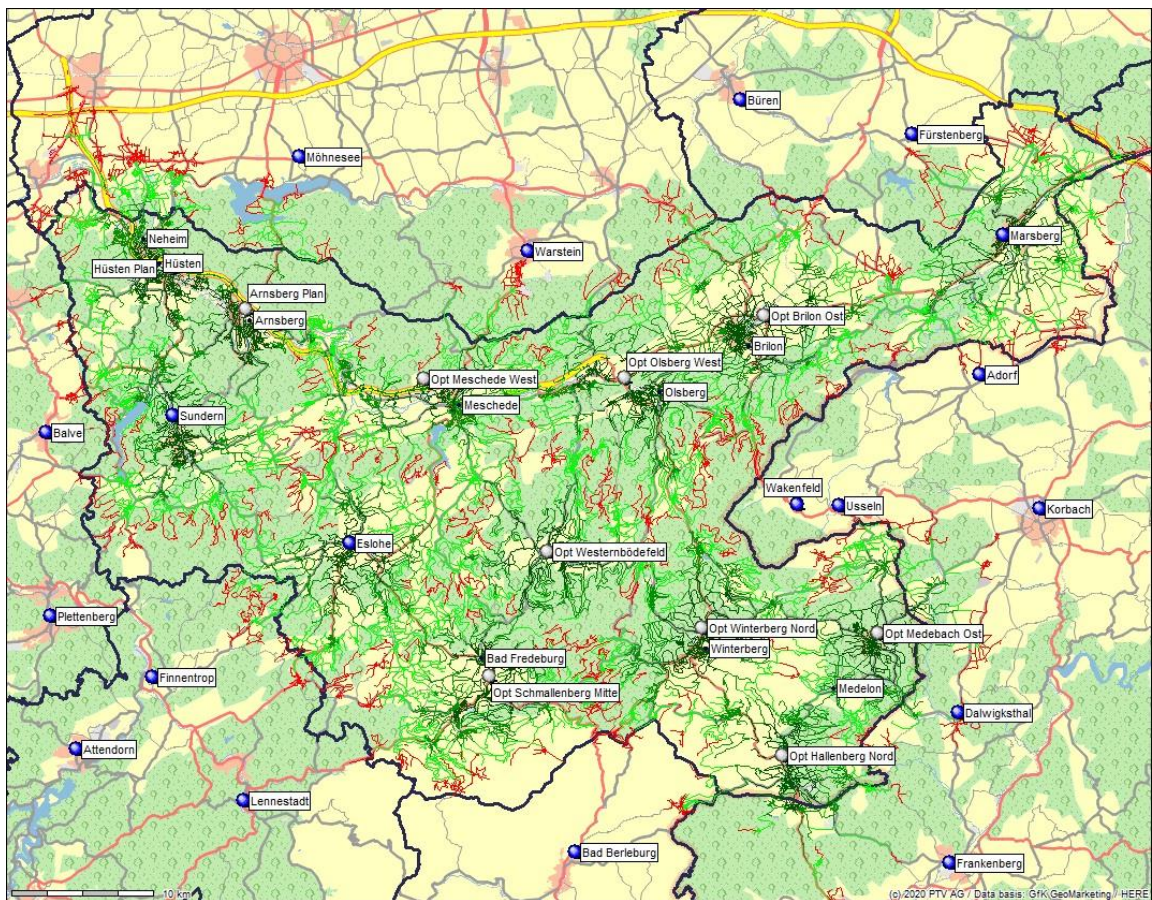 Büren
Fürstenberg
Möhnesee
Neheim
Warstein
Marsberg
Hüsten Plan
Hüsten
Arnsberg Plan
Arnsberg
Opt Brilon Ost
Brilon
Opt Olsberg West
Opt Meschede West
Adorf
Olsberg
Meschede
Sundern
Balve
Wakenfeld
Usseln
Korbach
Eslohe
Opt Westernbödefeld
Plettenberg
Opt Winterberg Nord
Opt Medebach Ost
Winterberg
Bad Fredeburg
Finnentrop
Medelon
Opt Schmallenberg Mitte
Dalwigksthal
Attendorn
Opt Hallenberg Nord
Lennestadt
Bad Berleburg
Frankenberg
10 km
(c) 2020 PTV AG / Data basis: GfK GeoMarketing / HERE